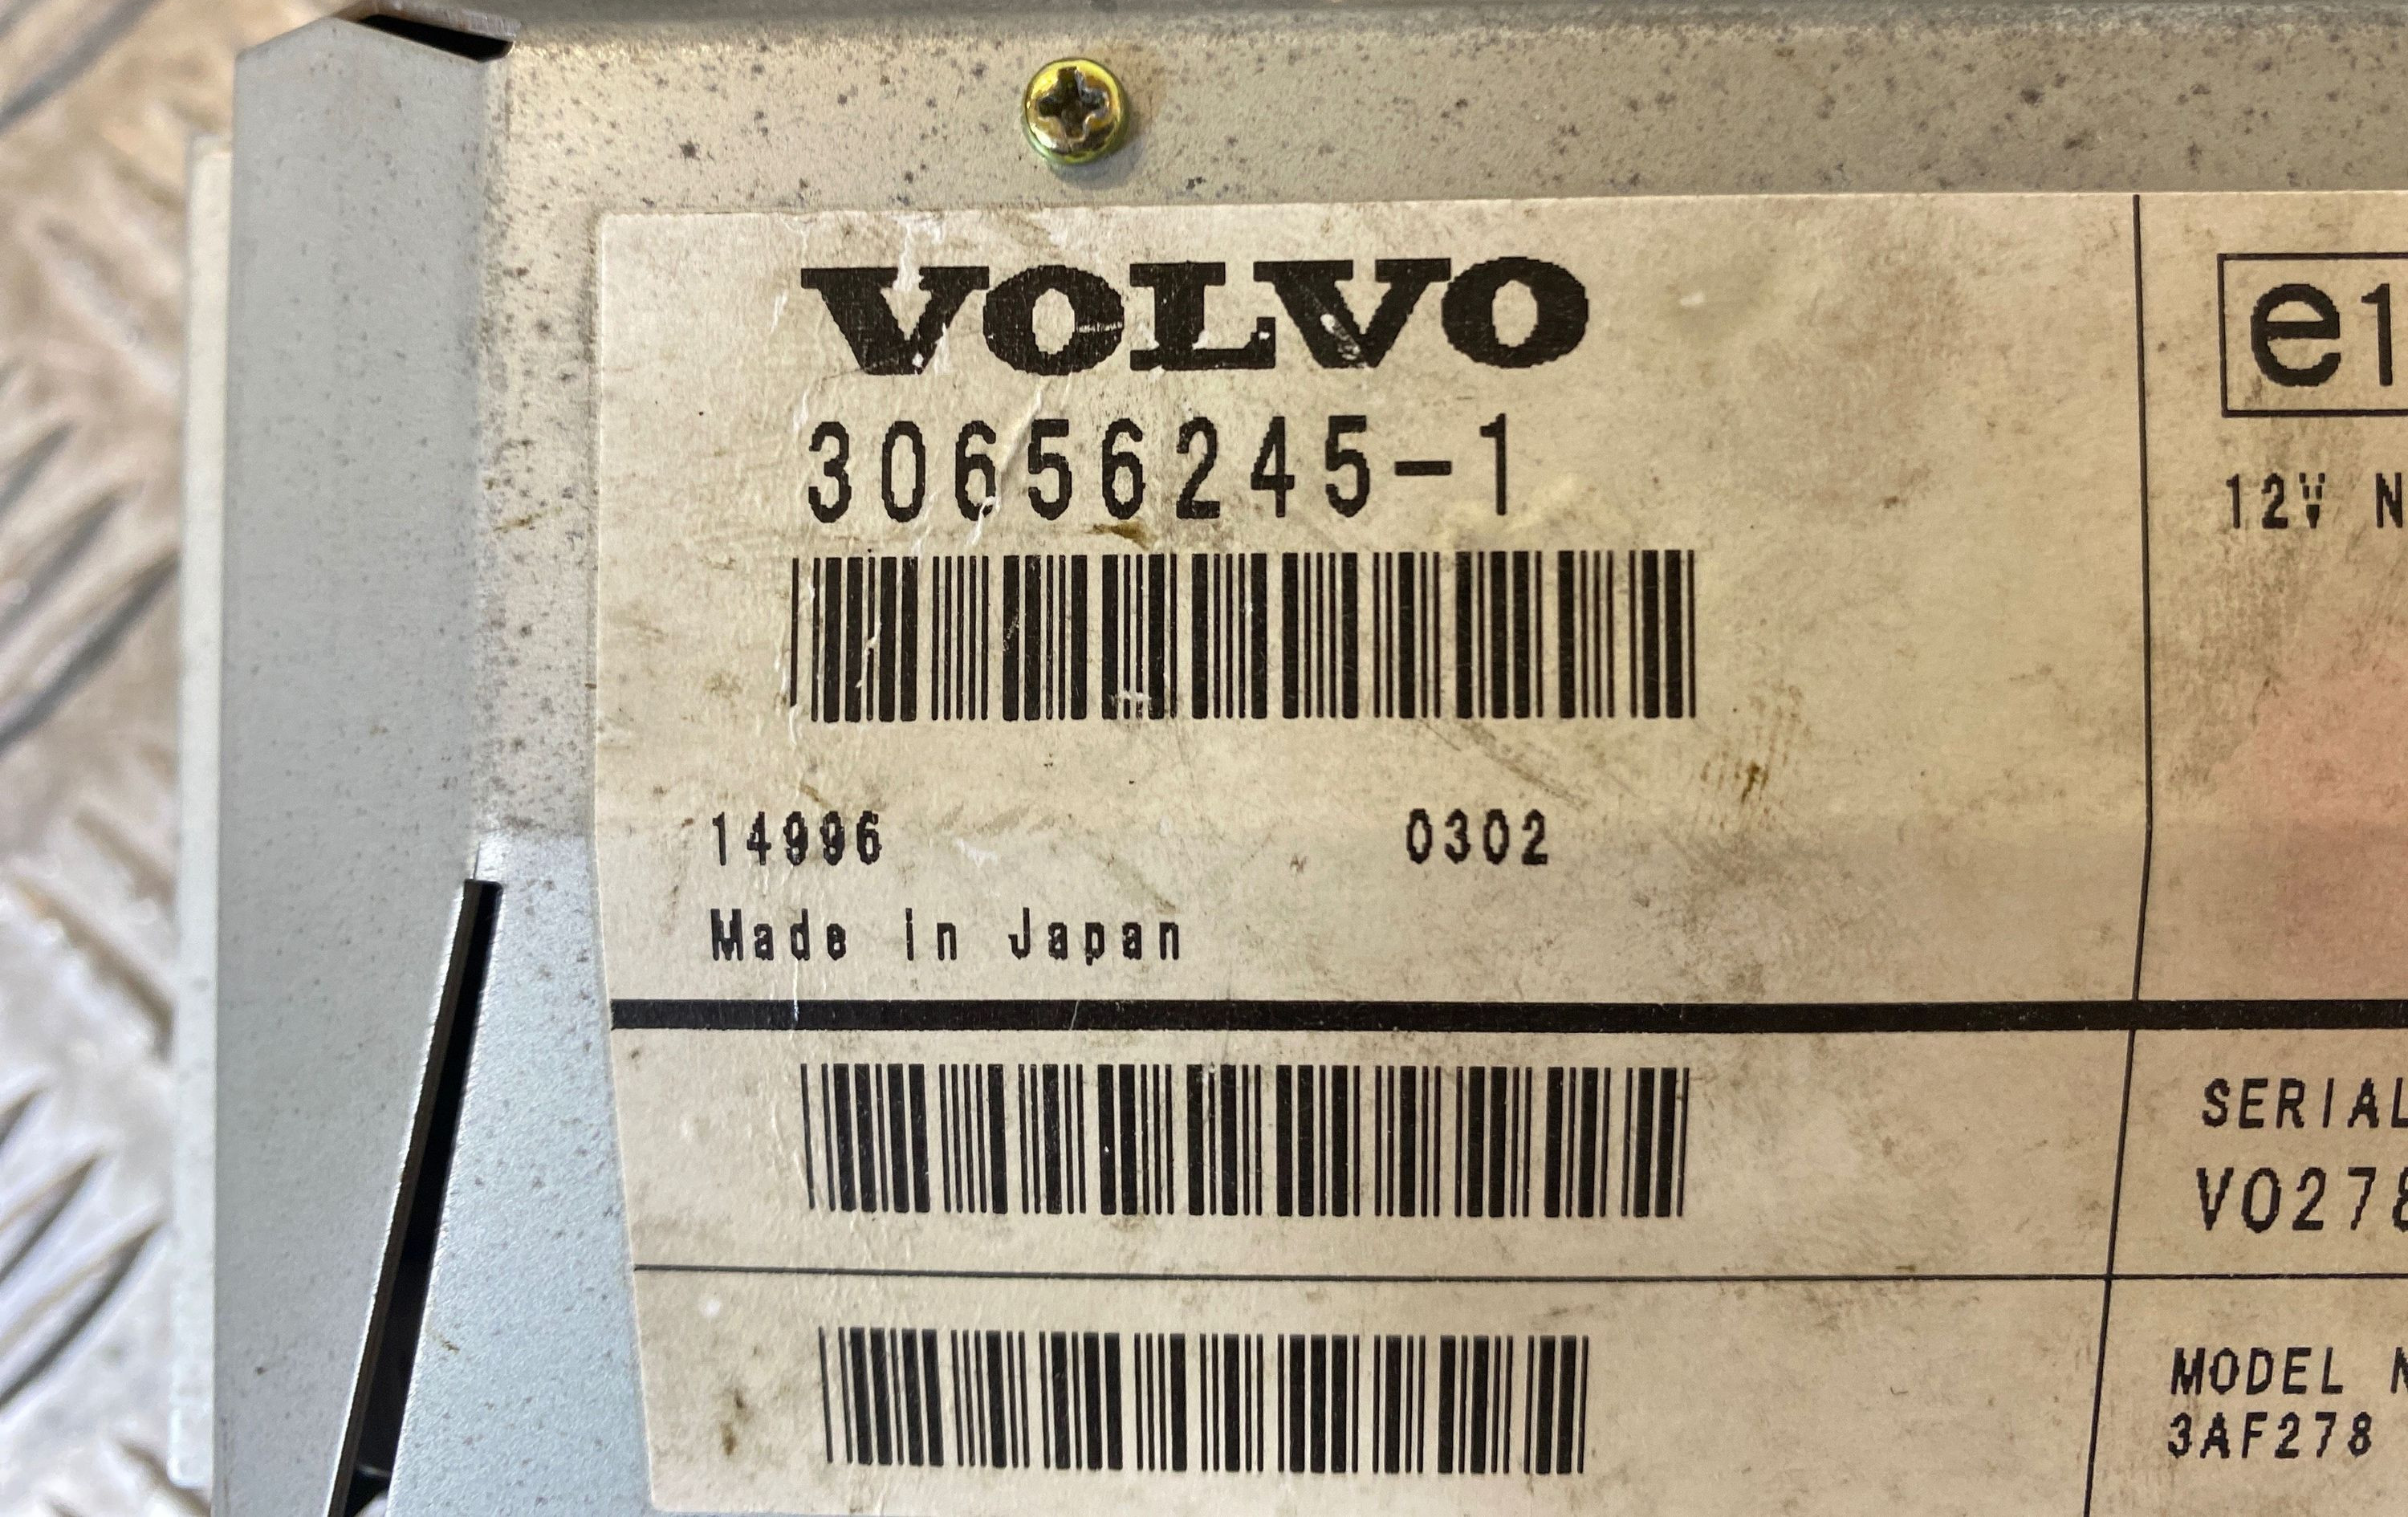 VOLVO
30656245-1
14996 0302
Made in Japan
e1
12V N
SERIAL
VO278
MODEL N
3AF278